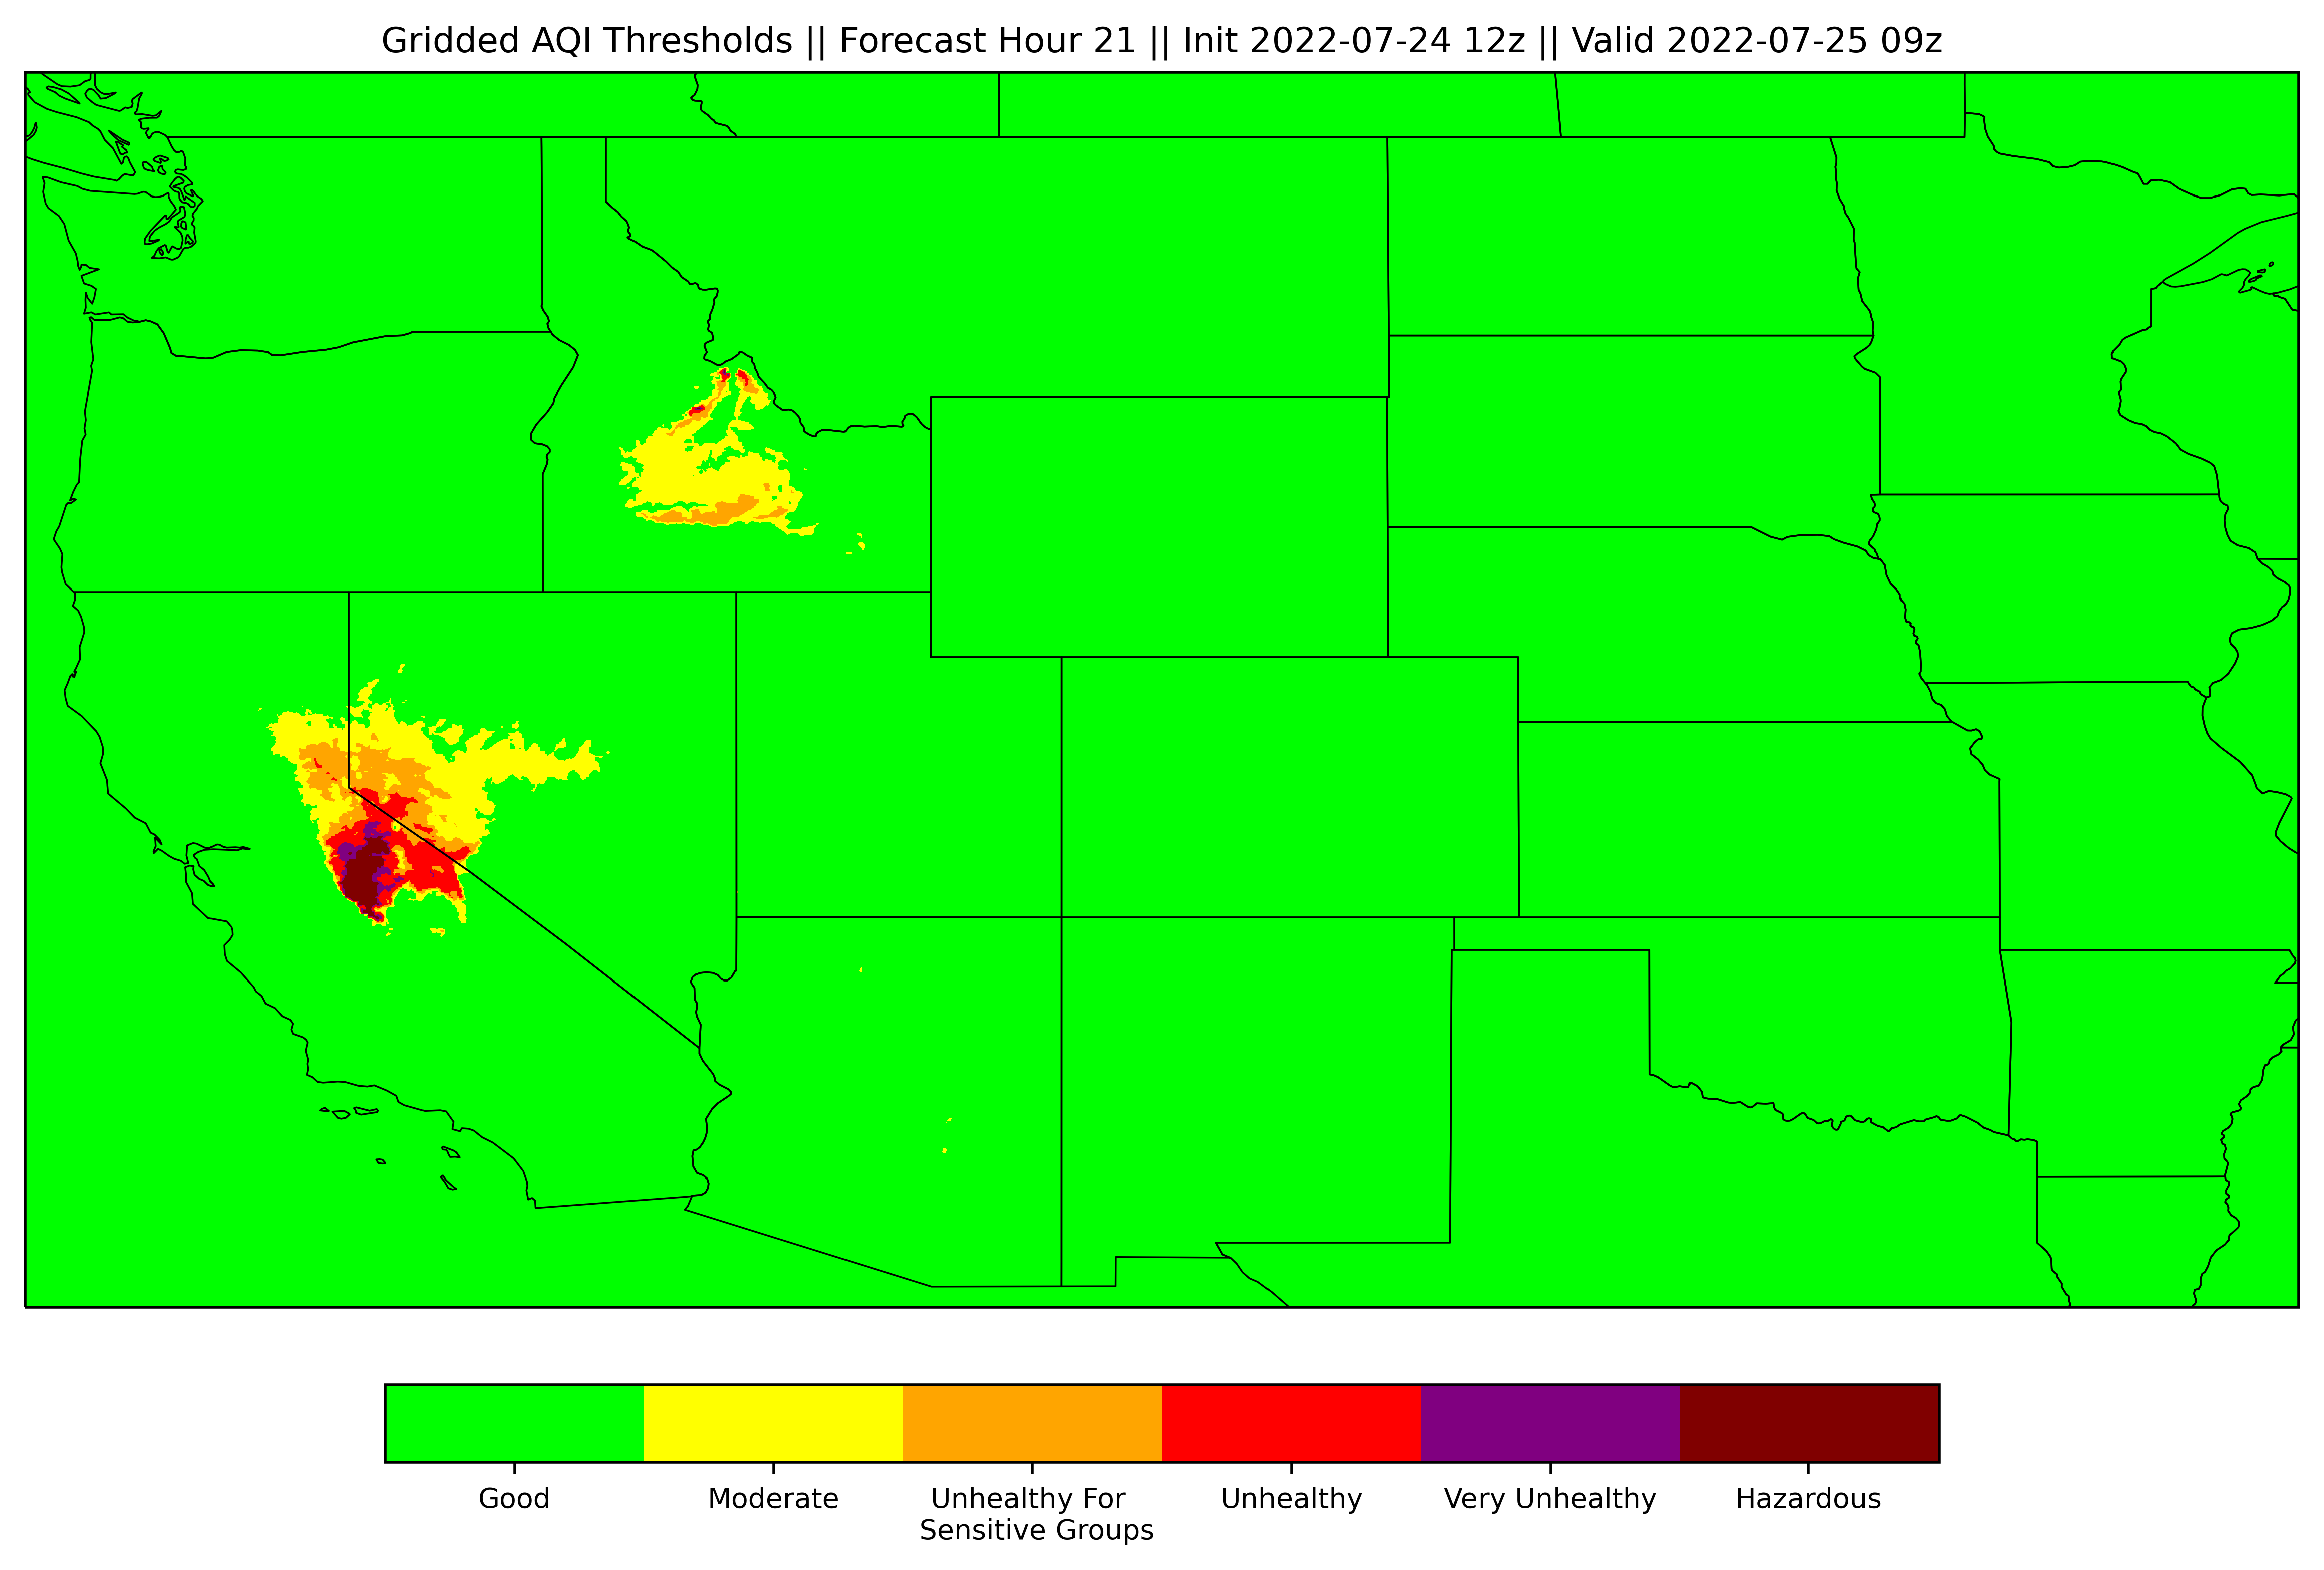 Gridded AQI Thresholds || Forecast Hour 21 || Init 2022-07-24 12z || Valid 2022-07-25 09z
Good
Moderate
Unhealthy For
Sensitive Groups
Unhealthy
Very Unhealthy
Hazardous